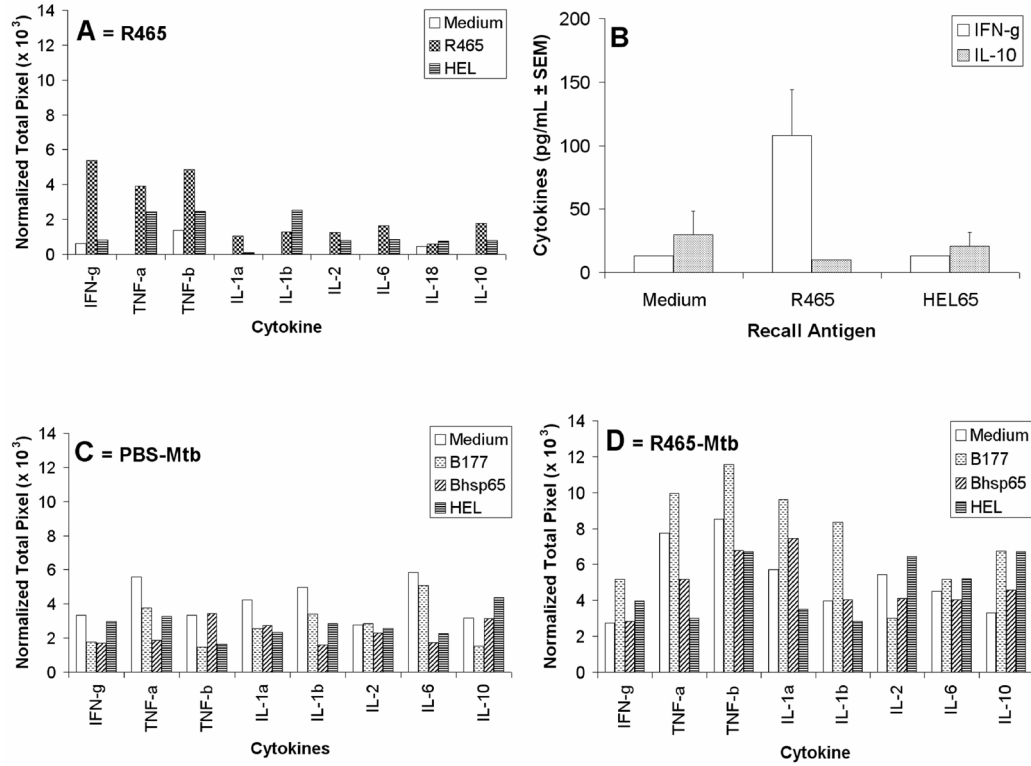 A = R465
Medium
R465
HEL
Normalized Total Pixel (x 10³)
14
12
10
8
6
4
2
0
IFN-g
TNF-a
TNF-b
IL-1a
IL-1b
IL-2
IL-6
IL-18
IL-10
Cytokine
B
IFN-g
IL-10
Cytokines (pg/mL ± SEM)
200
150
100
50
0
Medium
R465
HEL65
Recall Antigen
C = PBS-Mtb
Medium
B177
Bhsp65
HEL
Normalized Total Pixel (x 10³)
14
12
10
8
6
4
2
0
IFN-g
TNF-a
TNF-b
IL-1a
IL-1b
IL-2
IL-6
IL-10
Cytokines
D = R465-Mtb
Medium
B177
Bhsp65
HEL
Normalized Total Pixel (x 10³)
14
12
10
8
6
4
2
0
IFN-g
TNF-a
TNF-b
IL-1a
IL-1b
IL-2
IL-6
IL-10
Cytokine